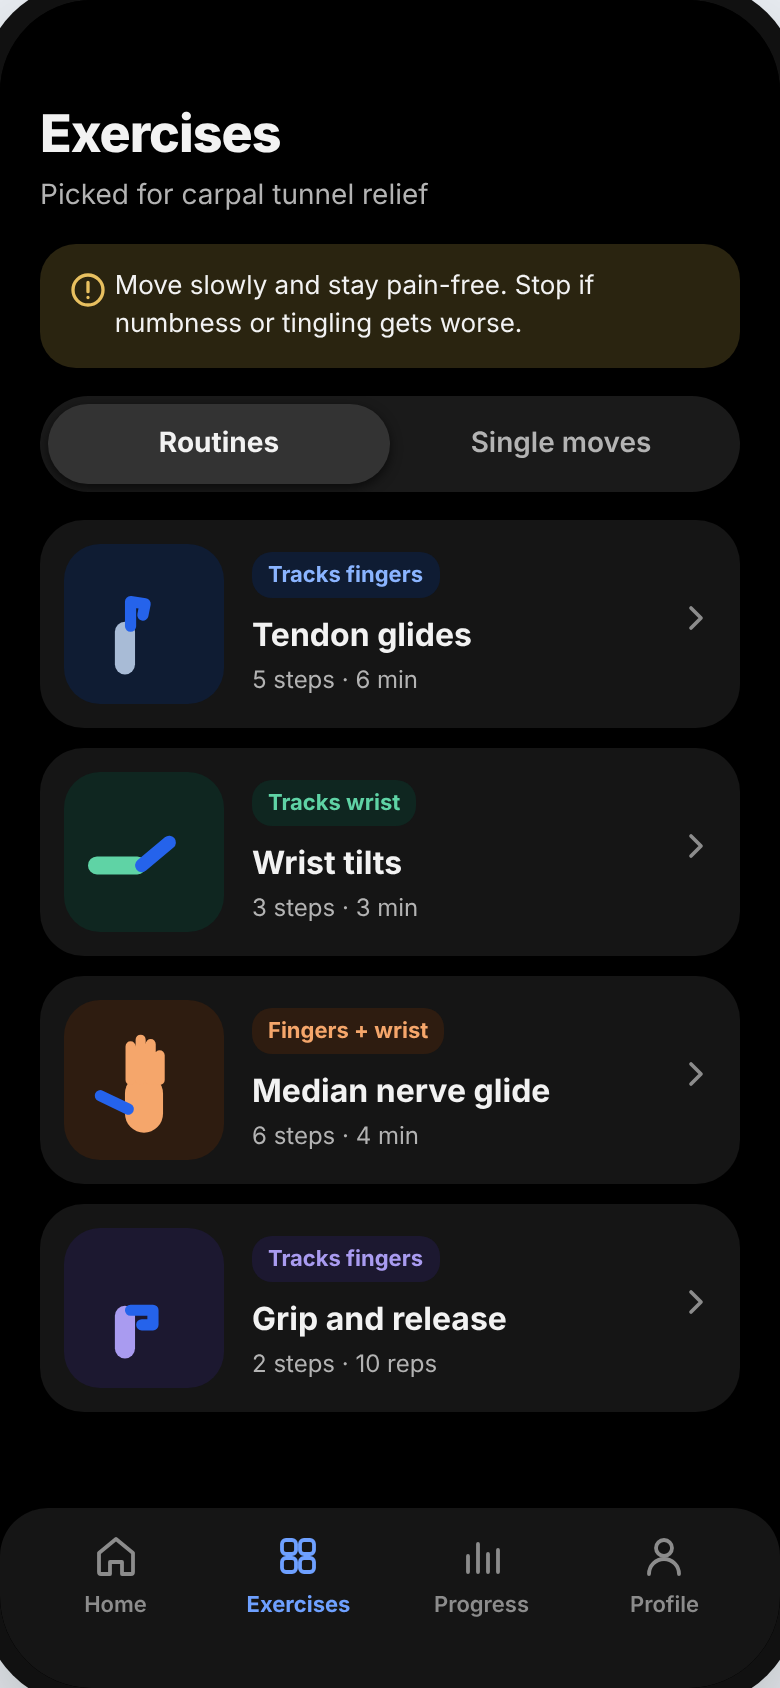 Exercises
Picked for carpal tunnel relief
Move slowly and stay pain-free. Stop if
numbness or tingling gets worse.
Routines
Single moves
Tracks fingers
Tendon glides
5 steps · 6 min
Tracks wrist
Wrist tilts
3 steps · 3 min
Fingers + wrist
Median nerve glide
6 steps · 4 min
Tracks fingers
Grip and release
2 steps · 10 reps
Home
Exercises
Progress
Profile